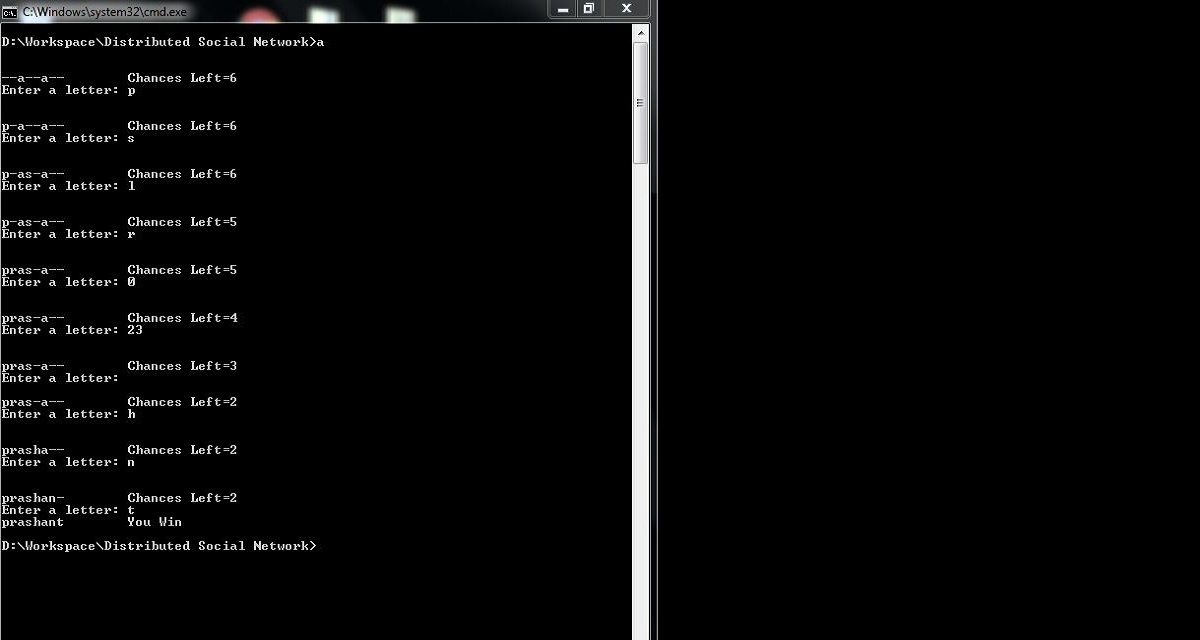 C:\Windows\system32\cmd.exe
D:\Workspace\Distributed Social Network>a
--a--a-- Chances Left=6
Enter a letter: p
p-a--a-- Chances Left=6
Enter a letter: s
p-as-a-- Chances Left=6
Enter a letter: l
p-as-a-- Chances Left=5
Enter a letter: r
pras-a-- Chances Left=5
Enter a letter: 0
pras-a-- Chances Left=4
Enter a letter: 23
pras-a-- Chances Left=3
Enter a letter:
pras-a-- Chances Left=2
Enter a letter: h
prasha-- Chances Left=2
Enter a letter: n
prashan- Chances Left=2
Enter a letter: t
prashant You Win
D:\Workspace\Distributed Social Network>